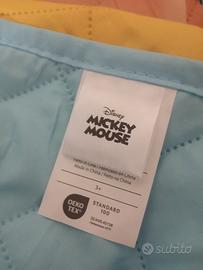 Disney
MICKEY
MOUSE
Made in China
3+
OEKO
TEX®
STANDARD
100
subito